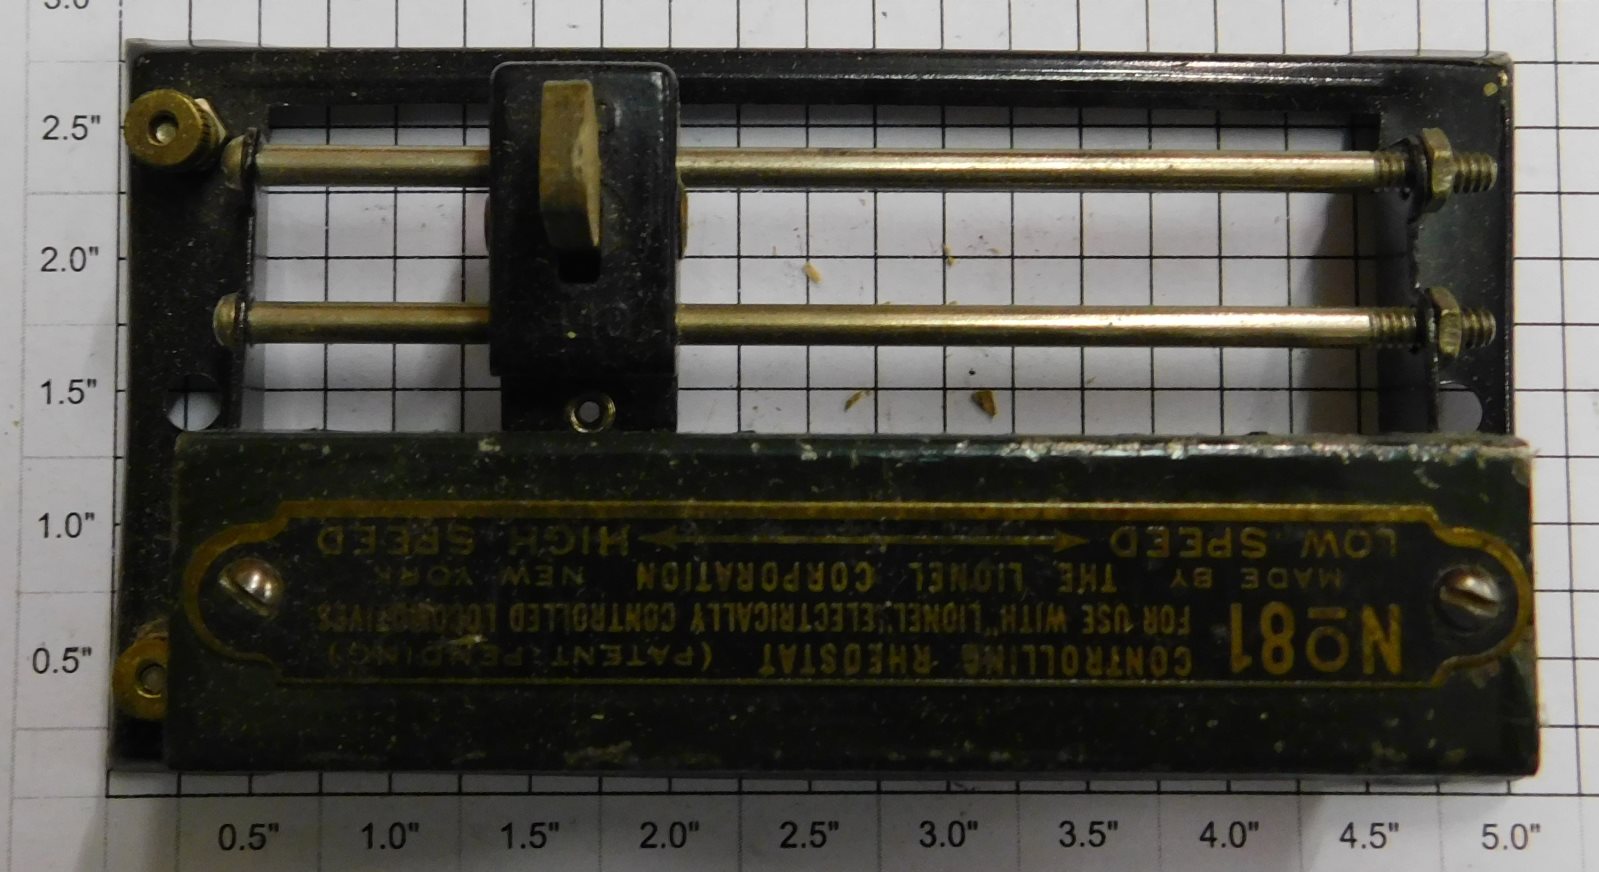 3.0"
2.5"
2.0"
1.5"
1.0"
0.5"
No 81
CONTROLLING RHEOSTAT (PATENT PENDING)
FOR USE WITH "LIONEL" ELECTRICALLY CONTROLLED LOCOMOTIVES
MADE BY THE LIONEL CORPORATION NEW YORK
LOW SPEED HIGH SPEED
0.5" 1.0" 1.5" 2.0" 2.5" 3.0" 3.5" 4.0" 4.5" 5.0"